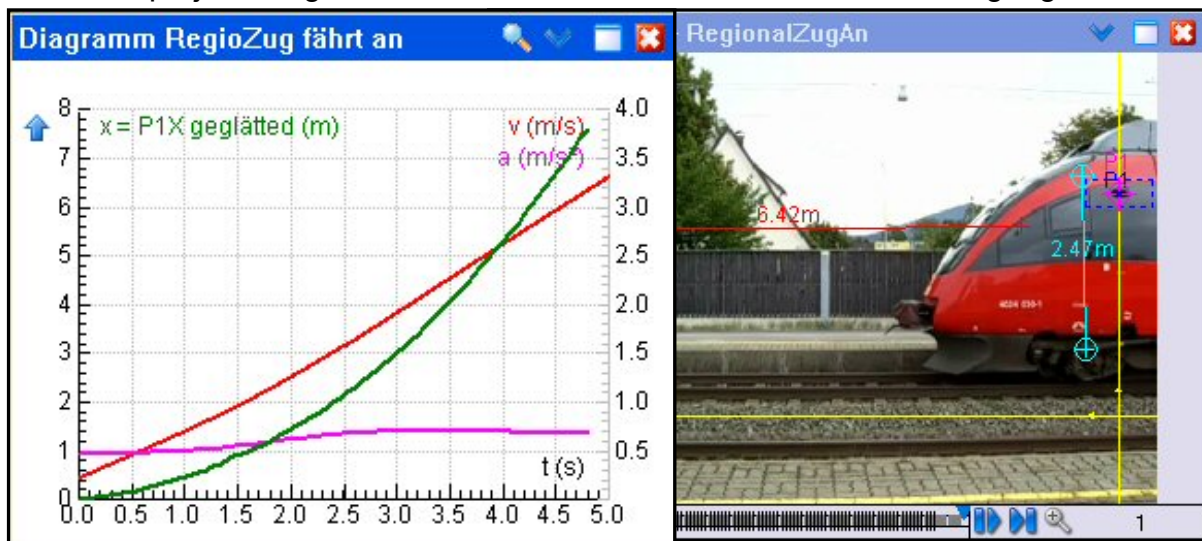 Diagramm RegioZug fährt an
8
7
6
5
4
3
2
1
0
x = P1X geglätted (m)
v (m/s)
a (m/s²)
4.0
3.5
3.0
2.5
2.0
1.5
1.0
0.5
t (s)
0.0 0.5 1.0 1.5 2.0 2.5 3.0 3.5 4.0 4.5 5.0
RegionalZugAn
P1
P1
6.42m
2.47m
1